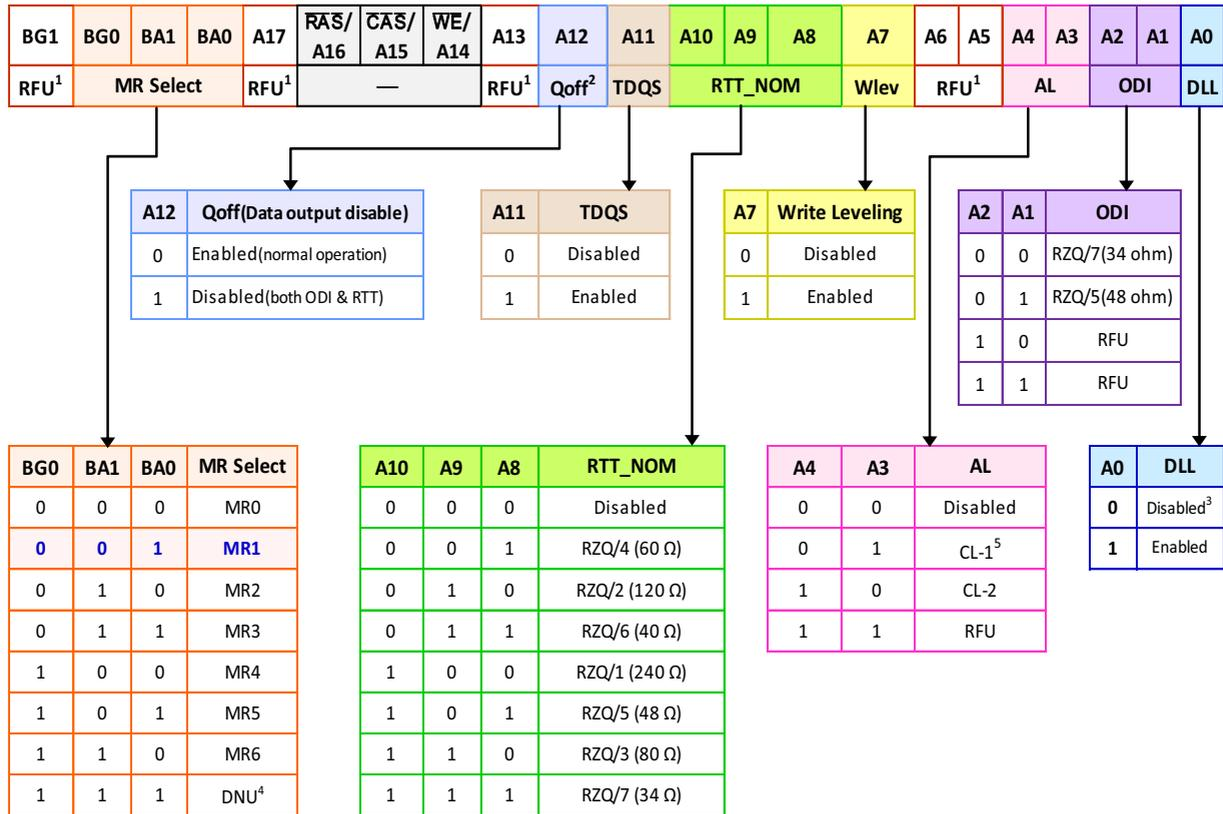 BG1 BG0 BA1 BA0 A17 R̅A̅S̅/ A16 C̅A̅S̅/ A15 W̅E̅/ A14 A13 A12 A11 A10 A9 A8 A7 A6 A5 A4 A3 A2 A1 A0
RFU¹ MR Select RFU¹ — RFU¹ Qoff² TDQS RTT_NOM Wlev RFU¹ AL ODI DLL
A12 Qoff(Data output disable)
0 Enabled(normal operation)
1 Disabled(both ODI & RTT)
A11 TDQS
0 Disabled
1 Enabled
A7 Write Leveling
0 Disabled
1 Enabled
A2 A1 ODI
0 0 RZQ/7(34 ohm)
0 1 RZQ/5(48 ohm)
1 0 RFU
1 1 RFU
BG0 BA1 BA0 MR Select
0 0 0 MR0
0 0 1 MR1
0 1 0 MR2
0 1 1 MR3
1 0 0 MR4
1 0 1 MR5
1 1 0 MR6
1 1 1 DNU⁴
A10 A9 A8 RTT_NOM
0 0 0 Disabled
0 0 1 RZQ/4 (60 Ω)
0 1 0 RZQ/2 (120 Ω)
0 1 1 RZQ/6 (40 Ω)
1 0 0 RZQ/1 (240 Ω)
1 0 1 RZQ/5 (48 Ω)
1 1 0 RZQ/3 (80 Ω)
1 1 1 RZQ/7 (34 Ω)
A4 A3 AL
0 0 Disabled
0 1 CL-1⁵
1 0 CL-2
1 1 RFU
A0 DLL
0 Disabled³
1 Enabled